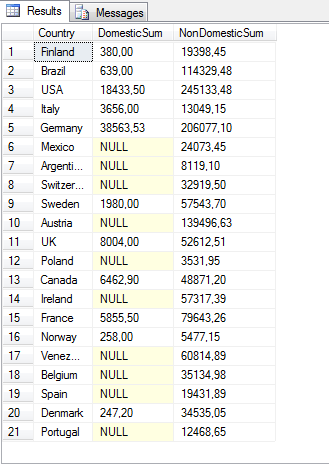 Results Messages
Country DomesticSum NonDomesticSum
1 Finland 380,00 19398,45
2 Brazil 639,00 114329,48
3 USA 18433,50 245133,48
4 Italy 3656,00 13049,15
5 Germany 38563,53 206077,10
6 Mexico NULL 24073,45
7 Argenti... NULL 8119,10
8 Switzer... NULL 32919,50
9 Sweden 1980,00 57543,70
10 Austria NULL 139496,63
11 UK 8004,00 52612,51
12 Poland NULL 3531,95
13 Canada 6462,90 48871,20
14 Ireland NULL 57317,39
15 France 5855,50 79643,26
16 Norway 258,00 5477,15
17 Venez... NULL 60814,89
18 Belgium NULL 35134,98
19 Spain NULL 19431,89
20 Denmark 247,20 34535,05
21 Portugal NULL 12468,65